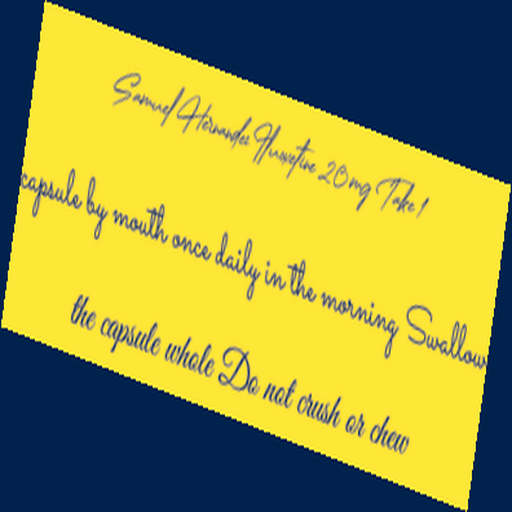 Samuel Hernandez Fluoxetine 20mg Take 1
capsule by mouth once daily in the morning Swallow
the capsule whole Do not crush or chew